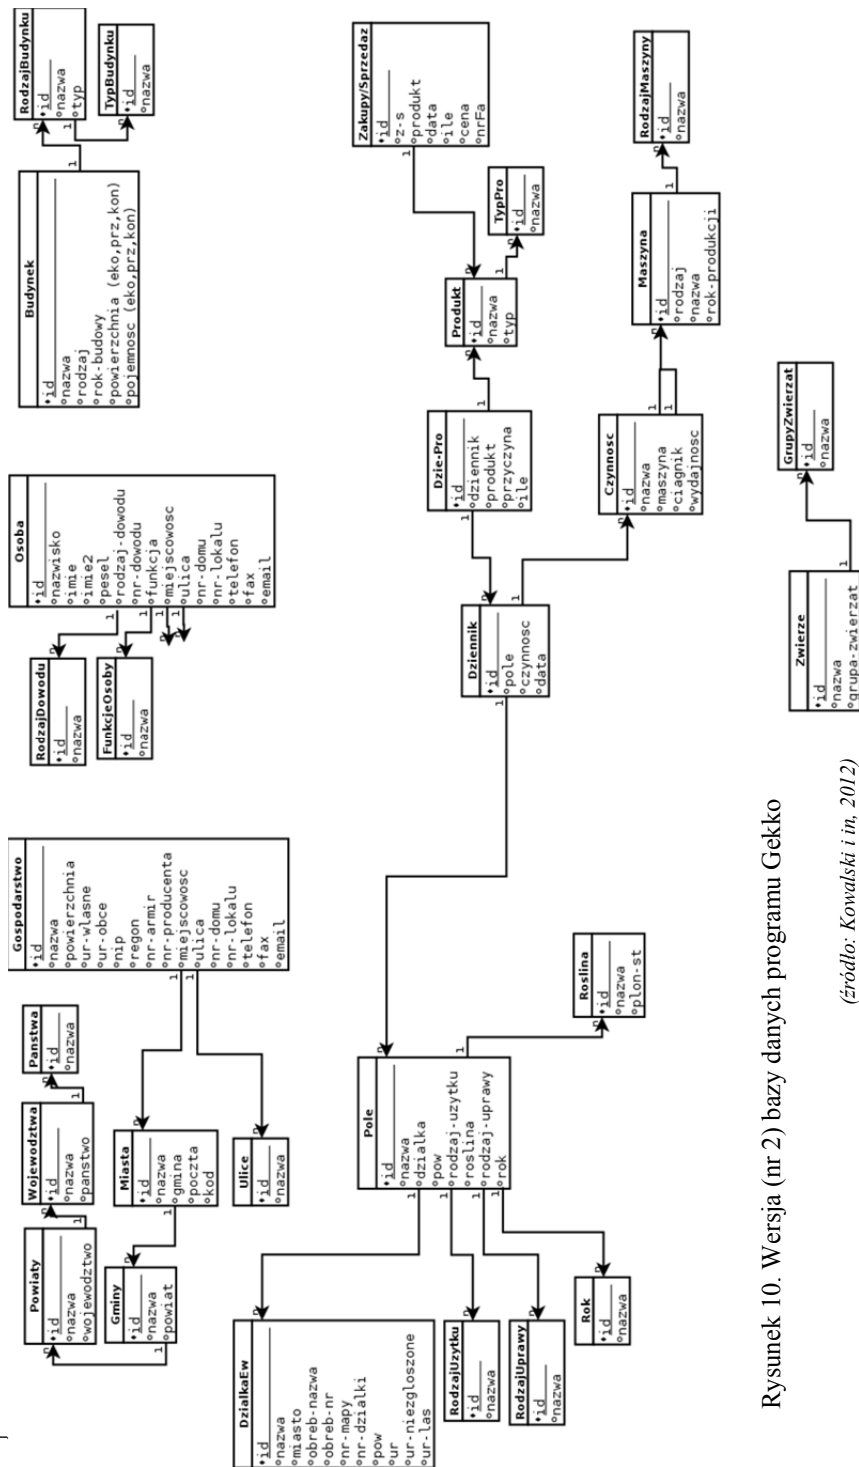 Gospodarstwo
*id
°nazwa
°powierzchnia
°ur-wlasne
°ur-obce
°nip
°regon
°nr-armir
°nr-producenta
°miejscowosc
°ulica
°nr-domu
°nr-lokalu
°telefon
°fax
°email
Panstwa
*id
°nazwa
Wojewodztwa
*id
°nazwa
°panstwo
Powiaty
*id
°nazwa
°wojewodztwo
Gminy
*id
°nazwa
°powiat
Miasta
*id
°nazwa
°gmina
°poczta
°kod
Ulice
*id
°nazwa
RodzajDowodu
*id
°nazwa
FunkcjeOsoby
*id
°nazwa
Osoba
*id
°nazwisko
°imie
°imie2
°pesel
°rodzaj-dowodu
°nr-dowodu
°funkcja
°miejscowosc
°ulica
°nr-domu
°nr-lokalu
°telefon
°fax
°email
Budynek
*id
°nazwa
°rodzaj
°rok-budowy
°powierzchnia (eko,prz,kon)
°pojemnosc (eko,prz,kon)
RodzajBudynku
*id
°nazwa
°typ
TypBudynku
*id
°nazwa
DzialkaEw
*id
°nazwa
°miasto
°obreb-nazwa
°obreb-nr
°nr-mapy
°nr-dzialki
°pow
°ur
°ur-niezgloszone
°ur-las
RodzajUzytku
*id
°nazwa
RodzajUprawy
*id
°nazwa
Rok
*id
°nazwa
Pole
*id
°nazwa
°dzialka
°pow
°rodzaj-uzytku
°roslina
°rodzaj-uprawy
°rok
Roslina
*id
°nazwa
°plon-st
Dziennik
*id
°pole
°czynnosc
°data
Dzie-Pro
*id
°dziennik
°produkt
°przyczyna
°ile
Produkt
*id
°nazwa
°typ
TypPro
*id
°nazwa
Zakupy/Sprzedaz
*id
°z-s
°produkt
°data
°ile
°cena
°nrFa
Czynnosc
*id
°nazwa
°maszyna
°ciagnik
°wydajnosc
Maszyna
*id
°rodzaj
°nazwa
°rok-produkcji
RodzajMaszyny
*id
°nazwa
Zwierze
*id
°nazwa
°grupa-zwierzat
GrupyZwierzat
*id
°nazwa
Rysunek 10. Wersja (nr 2) bazy danych programu Gekko
(źródło: Kowalski i in, 2012)